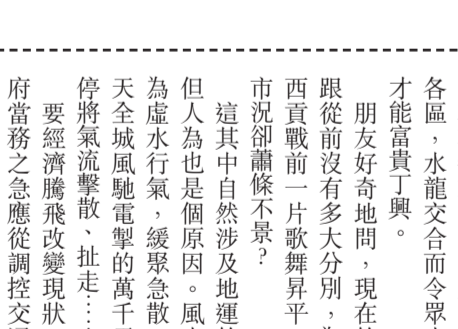 各區，水龍交合而令眾
才能富貴丁興。
朋友好奇地問，現在
跟從前沒有多大分別，
西貢戰前一片歌舞昇平
市況卻蕭條不景？
這其中自然涉及地運
但人為也是個原因。風
為虛水行氣，緩聚急散
天全城風馳電掣的萬千
停將氣流擊散、扯走⋯⋯
要經濟騰飛改變現狀
府當務之急應從調控交